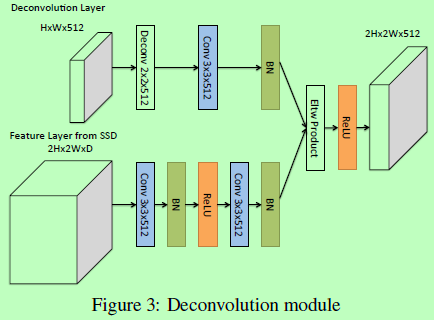 Deconvolution Layer
HxWx512
Deconv 2x2x512
Conv 3x3x512
BN
2Hx2Wx512
Eltw Product
ReLU
Feature Layer from SSD
2Hx2WxD
Conv 3x3x512
BN
ReLU
Conv 3x3x512
BN
Figure 3: Deconvolution module